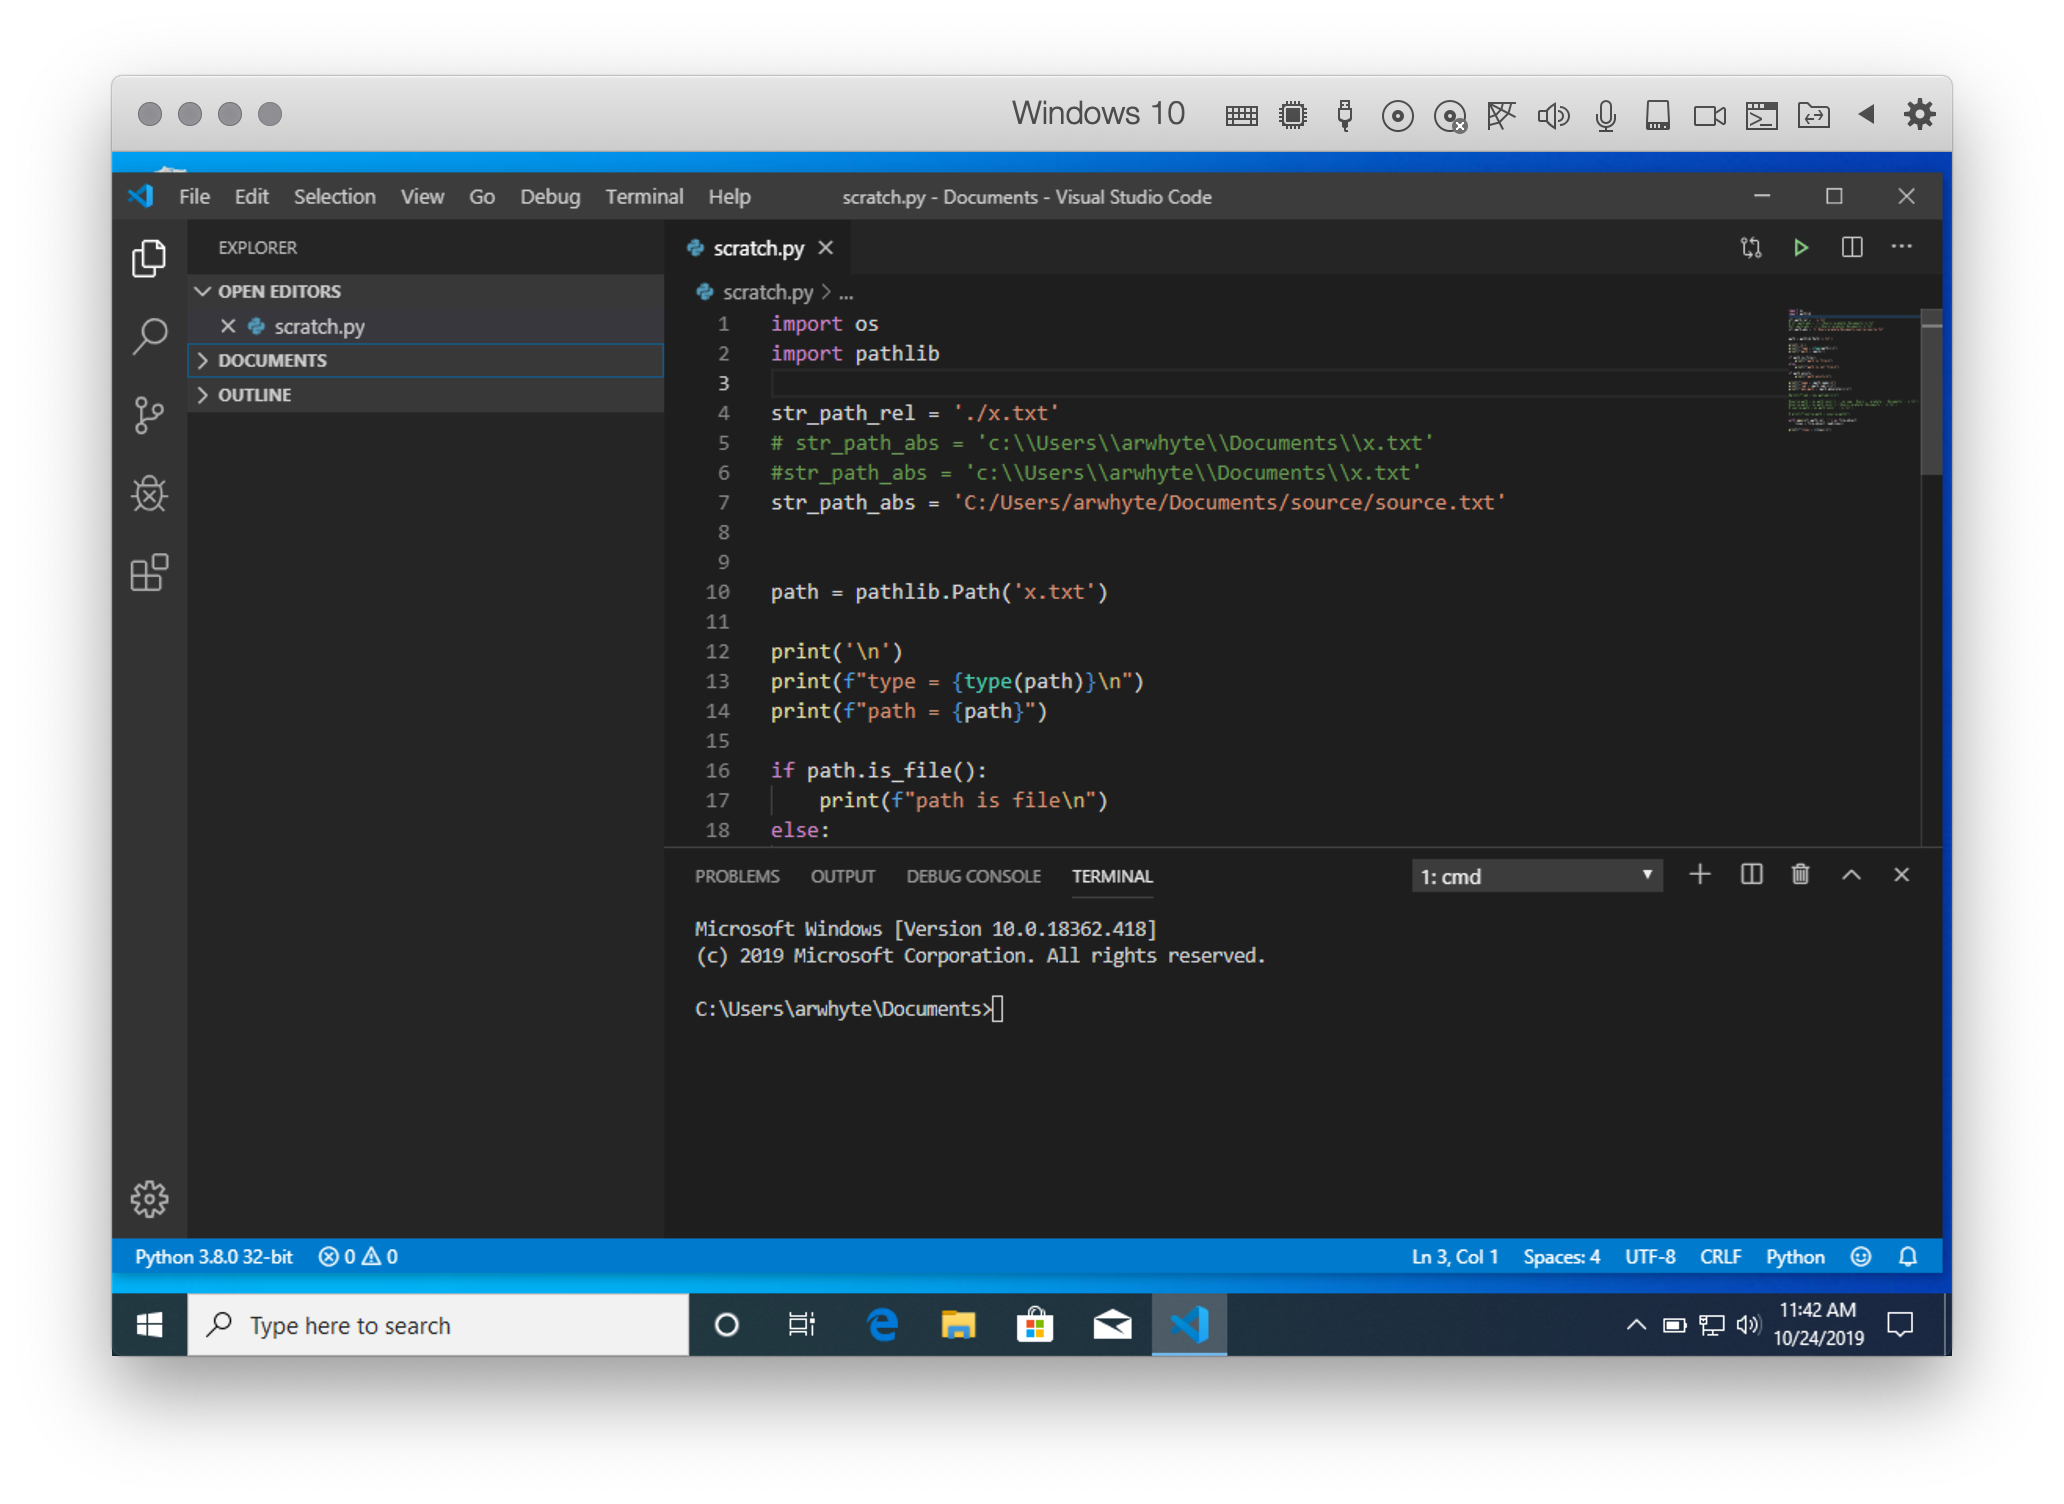 Windows 10
File Edit Selection View Go Debug Terminal Help scratch.py - Documents - Visual Studio Code
EXPLORER
OPEN EDITORS
scratch.py
DOCUMENTS
OUTLINE
scratch.py
scratch.py > ...
1 import os
2 import pathlib
3
4 str_path_rel = './x.txt'
5 # str_path_abs = 'c:\\Users\\arwhyte\\Documents\\x.txt'
6 #str_path_abs = 'c:\\Users\\arwhyte\\Documents\\x.txt'
7 str_path_abs = 'C:/Users/arwhyte/Documents/source/source.txt'
8
9
10 path = pathlib.Path('x.txt')
11
12 print('\n')
13 print(f"type = {type(path)}\n")
14 print(f"path = {path}")
15
16 if path.is_file():
17     print(f"path is file\n")
18 else:
PROBLEMS OUTPUT DEBUG CONSOLE TERMINAL 1: cmd
Microsoft Windows [Version 10.0.18362.418]
(c) 2019 Microsoft Corporation. All rights reserved.
C:\Users\arwhyte\Documents>
Python 3.8.0 32-bit 0 0 Ln 3, Col 1 Spaces: 4 UTF-8 CRLF Python
Type here to search
11:42 AM
10/24/2019